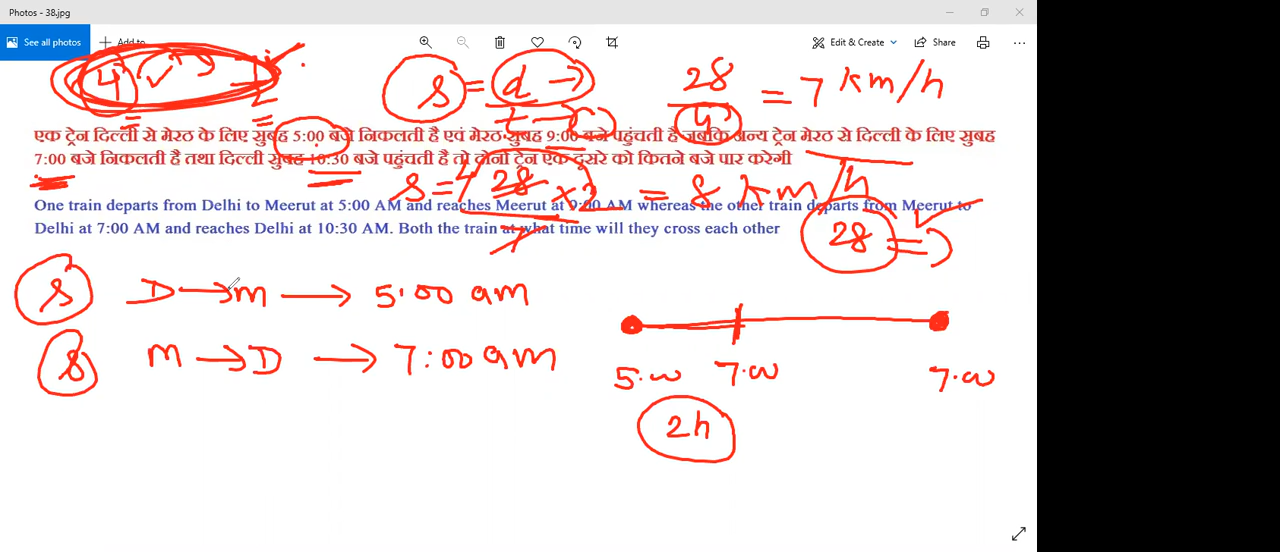 Photos - 38.jpg
See all photos + Add to Edit & Create Share
4
s = d / t 28 / 4 = 7 km/h
एक ट्रेन दिल्ली से मेरठ के लिए सुबह 5:00 बजे निकलती है एवं मेरठ सुबह 9:00 बजे पहुंचती है जबकि अन्य ट्रेन मेरठ से दिल्ली के लिए सुबह
7:00 बजे निकलती है तथा दिल्ली सुबह 10:30 बजे पहुंचती है तो दोनो ट्रेन एक दूसरे को कितने बजे पार करेगी
s = 28 × 2 / 7 = 8 km/h
4
One train departs from Delhi to Meerut at 5:00 AM and reaches Meerut at 9:00 AM whereas the other train departs from Meerut to
Delhi at 7:00 AM and reaches Delhi at 10:30 AM. Both the train at what time will they cross each other
28
s D → m → 5.00 am
s m → D → 7:00 am
5.00 7.00 7.00
2h